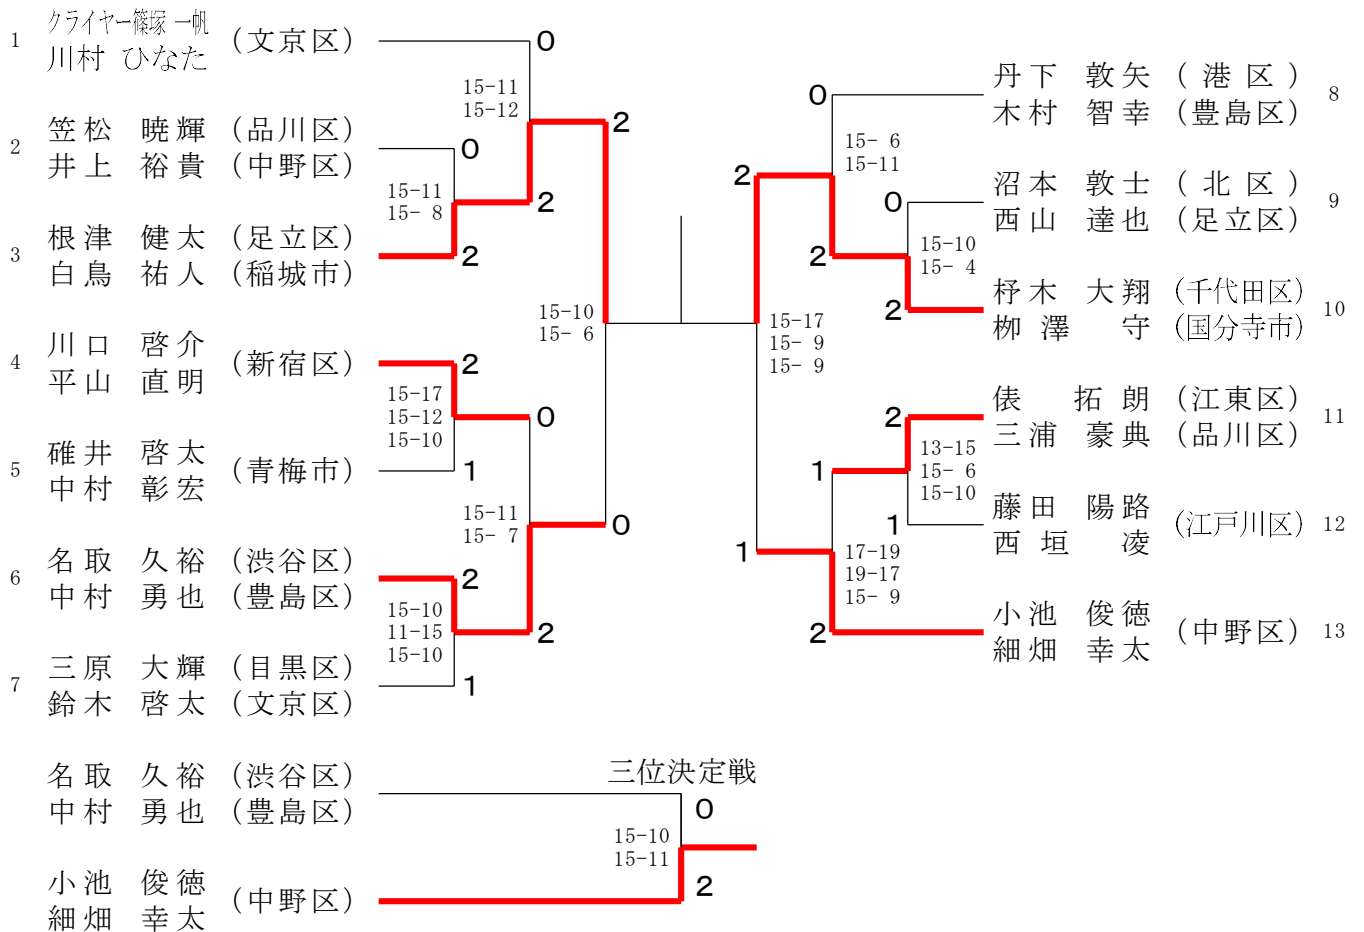 1
クライヤー篠塚 一帆
川村 ひなた
(文京区)
0
15-11
15-12
2
2
笠松 暁輝 (品川区)
井上 裕貴 (中野区)
0
15-11
15- 8
2
3
根津 健太 (足立区)
白鳥 祐人 (稲城市)
2
15-10
15- 6
4
川口 啓介
平山 直明
(新宿区)
2
15-17
15-12
15-10
0
5
碓井 啓太
中村 彰宏
(青梅市)
1
15-11
15- 7
0
6
名取 久裕 (渋谷区)
中村 勇也 (豊島区)
2
15-10
11-15
15-10
2
7
三原 大輝 (目黒区)
鈴木 啓太 (文京区)
1
0
丹下 敦矢 (港区)
木村 智幸 (豊島区)
8
15- 6
15-11
2
0
沼本 敦士 (北区)
西山 達也 (足立区)
9
15-10
15- 4
2
2
杼木 大翔 (千代田区)
栁澤 守 (国分寺市)
10
15-17
15- 9
15- 9
2
俵 拓朗 (江東区)
三浦 豪典 (品川区)
11
13-15
15- 6
15-10
1
1
藤田 陽路
西垣 凌
(江戸川区)
12
1
17-19
19-17
15- 9
2
小池 俊徳
細畑 幸太
(中野区)
13
三位決定戦
名取 久裕 (渋谷区)
中村 勇也 (豊島区)
0
15-10
15-11
小池 俊徳
細畑 幸太
(中野区)
2